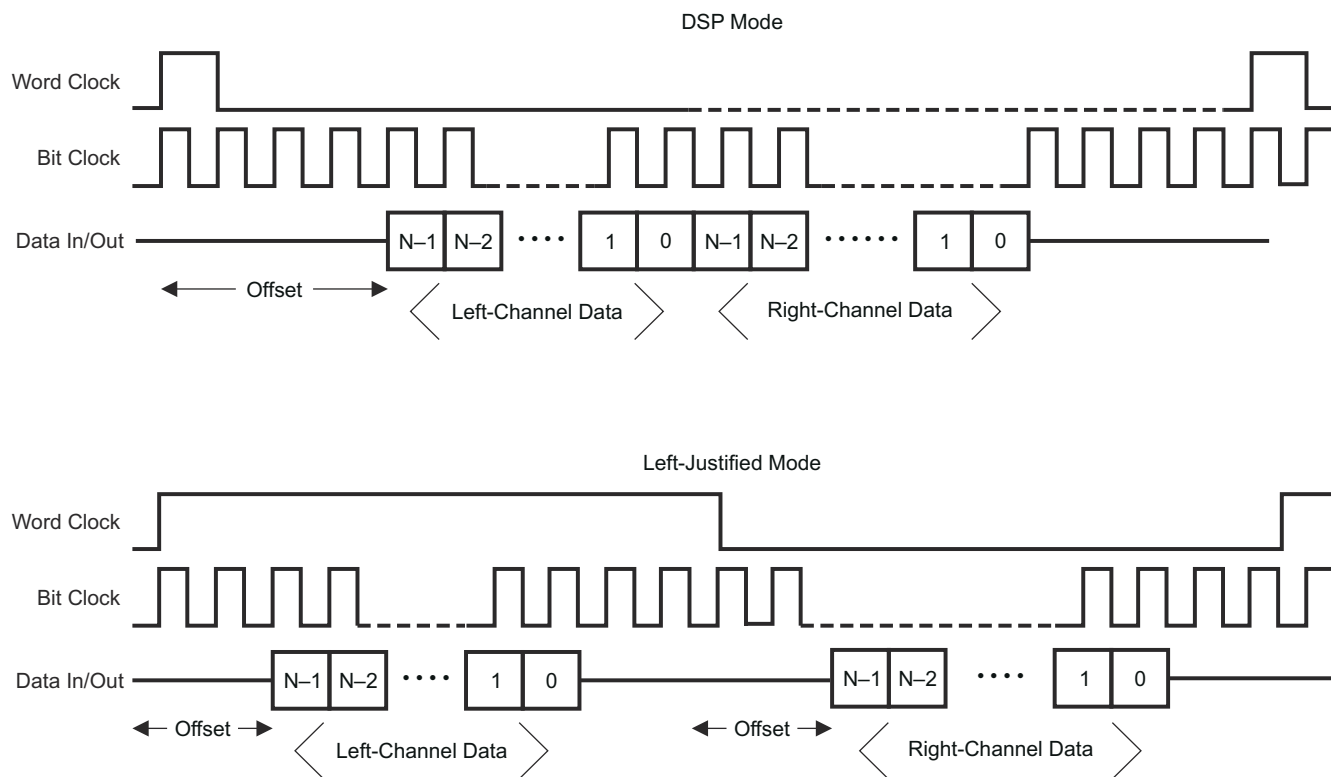 DSP Mode
Word Clock
Bit Clock
Data In/Out
N–1 N–2 •••• 1 0 N–1 N–2 •••••• 1 0
Offset
Left-Channel Data
Right-Channel Data
Left-Justified Mode
Word Clock
Bit Clock
Data In/Out
N–1 N–2 •••• 1 0 N–1 N–2 •••• 1 0
Offset
Offset
Left-Channel Data
Right-Channel Data